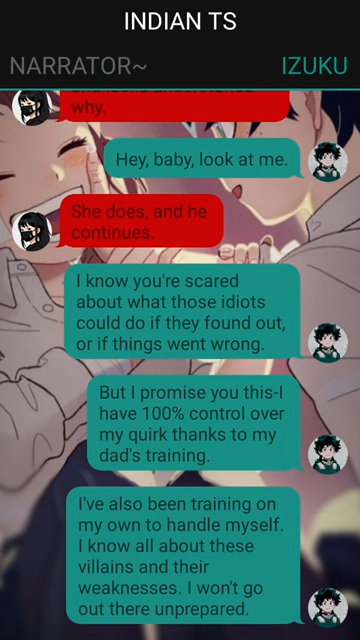 INDIAN TS
NARRATOR~
IZUKU
why.
Hey, baby, look at me.
She does, and he
continues.
I know you're scared
about what those idiots
could do if they found out,
or if things went wrong.
But I promise you this-I
have 100% control over
my quirk thanks to my
dad's training.
I've also been training on
my own to handle myself.
I know all about these
villains and their
weaknesses. I won't go
out there unprepared.